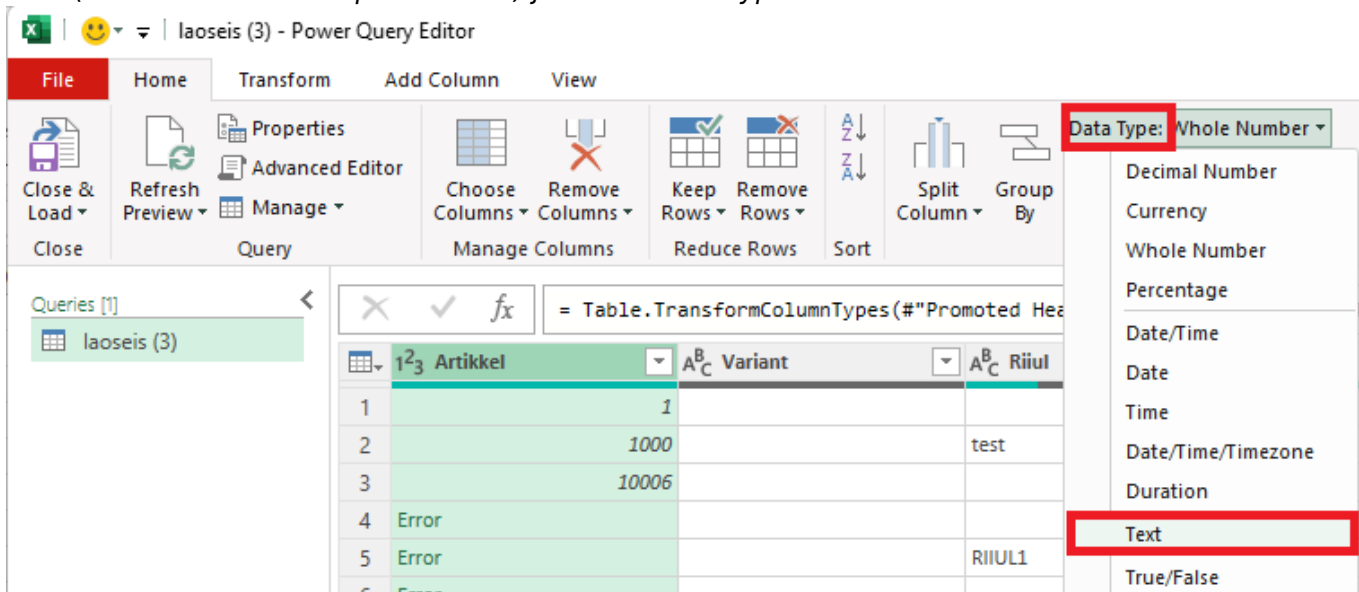 laoseis (3) - Power Query Editor
File Home Transform Add Column View
Properties
Advanced Editor
Manage
Close & Load
Refresh Preview
Choose Columns
Remove Columns
Keep Rows
Remove Rows
A Z
Z A
Split Column
Group By
Data Type: Whole Number
Close Query Manage Columns Reduce Rows Sort
Decimal Number
Currency
Whole Number
Percentage
Date/Time
Date
Time
Date/Time/Timezone
Duration
Text
True/False
Queries [1]
laoseis (3)
fx = Table.TransformColumnTypes(#"Promoted Hea
1²3 Artikkel ABC Variant ABC Riiul
1 1
2 1000 test
3 10006
4 Error
5 Error RIIUL1